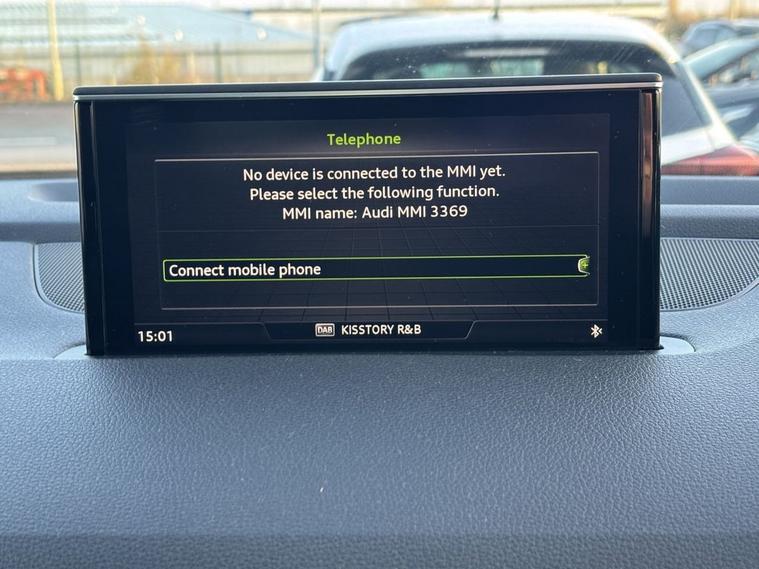 Telephone
No device is connected to the MMI yet.
Please select the following function.
MMI name: Audi MMI 3369
Connect mobile phone
15:01
DAB KISSTORY R&B